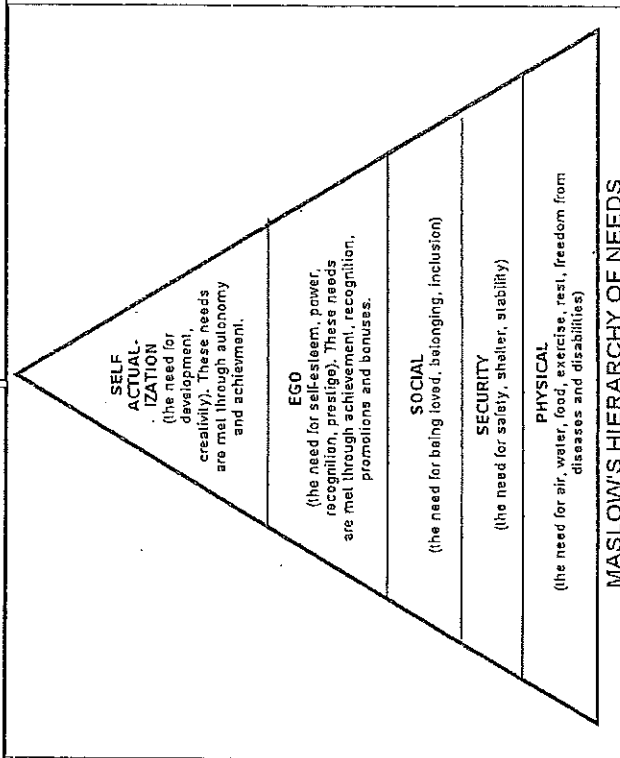 SELF
ACTUAL-
IZATION
(the need for
development,
creativity). These needs
are met through autonomy
and achievment.
EGO
(the need for self-esteem, power,
recognition, prestige). These needs
are met through achievement, recognition,
promotions and bonuses.
SOCIAL
(the need for being loved, belonging, inclusion)
SECURITY
(the need for safety, shelter, stability)
PHYSICAL
(the need for air, water, food, exercise, rest, freedom from
diseases and disabilities)
MASLOW'S HIERARCHY OF NEEDS